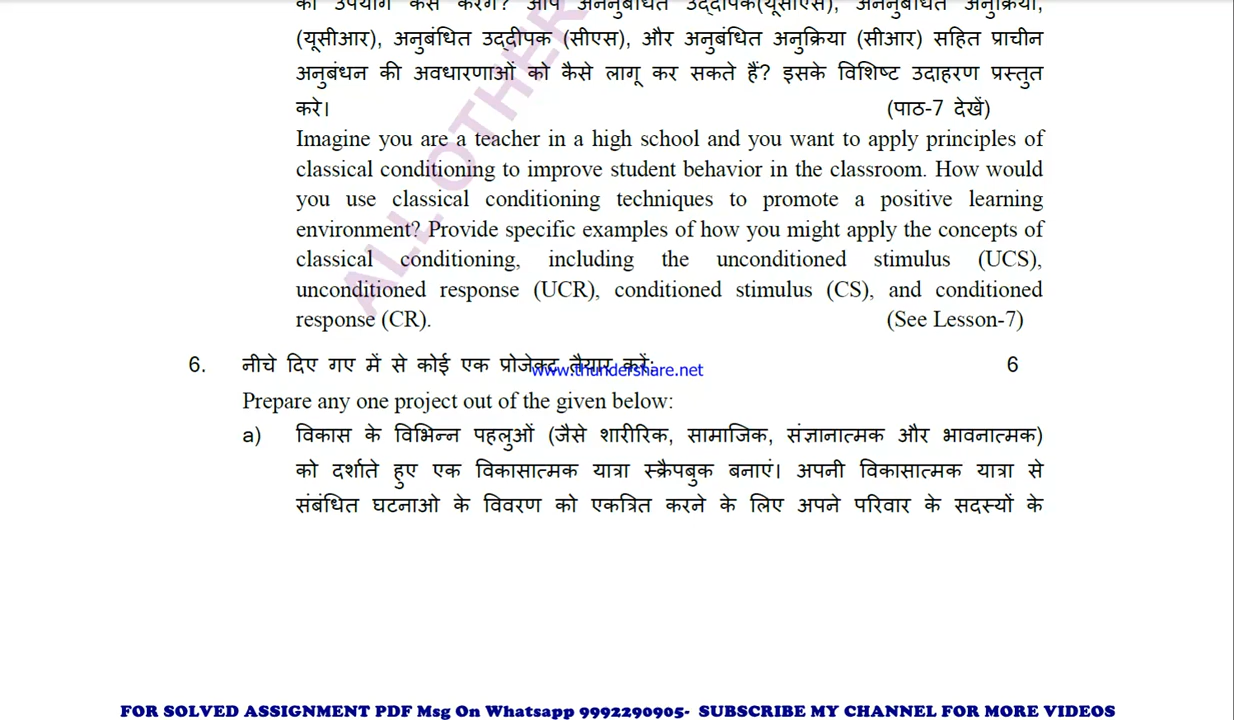 को उपयोग कैसे करेंगे? आप अननुबंधित उद्दीपक(यूसीएस), अननुबंधित अनुक्रिया,
(यूसीआर), अनुबंधित उद्दीपक (सीएस), और अनुबंधित अनुक्रिया (सीआर) सहित प्राचीन
अनुबंधन की अवधारणाओं को कैसे लागू कर सकते हैं? इसके विशिष्ट उदाहरण प्रस्तुत
करे। (पाठ-7 देखें)
Imagine you are a teacher in a high school and you want to apply principles of
classical conditioning to improve student behavior in the classroom. How would
you use classical conditioning techniques to promote a positive learning
environment? Provide specific examples of how you might apply the concepts of
classical conditioning, including the unconditioned stimulus (UCS),
unconditioned response (UCR), conditioned stimulus (CS), and conditioned
response (CR). (See Lesson-7)
ALL OTHER
6. नीचे दिए गए में से कोई एक प्रोजेक्ट तैयार करें: 6
www.thundershare.net
Prepare any one project out of the given below:
a) विकास के विभिन्न पहलुओं (जैसे शारीरिक, सामाजिक, संज्ञानात्मक और भावनात्मक)
को दर्शाते हुए एक विकासात्मक यात्रा स्क्रैपबुक बनाएं। अपनी विकासात्मक यात्रा से
संबंधित घटनाओ के विवरण को एकत्रित करने के लिए अपने परिवार के सदस्यों के
FOR SOLVED ASSIGNMENT PDF Msg On Whatsapp 9992290905- SUBSCRIBE MY CHANNEL FOR MORE VIDEOS